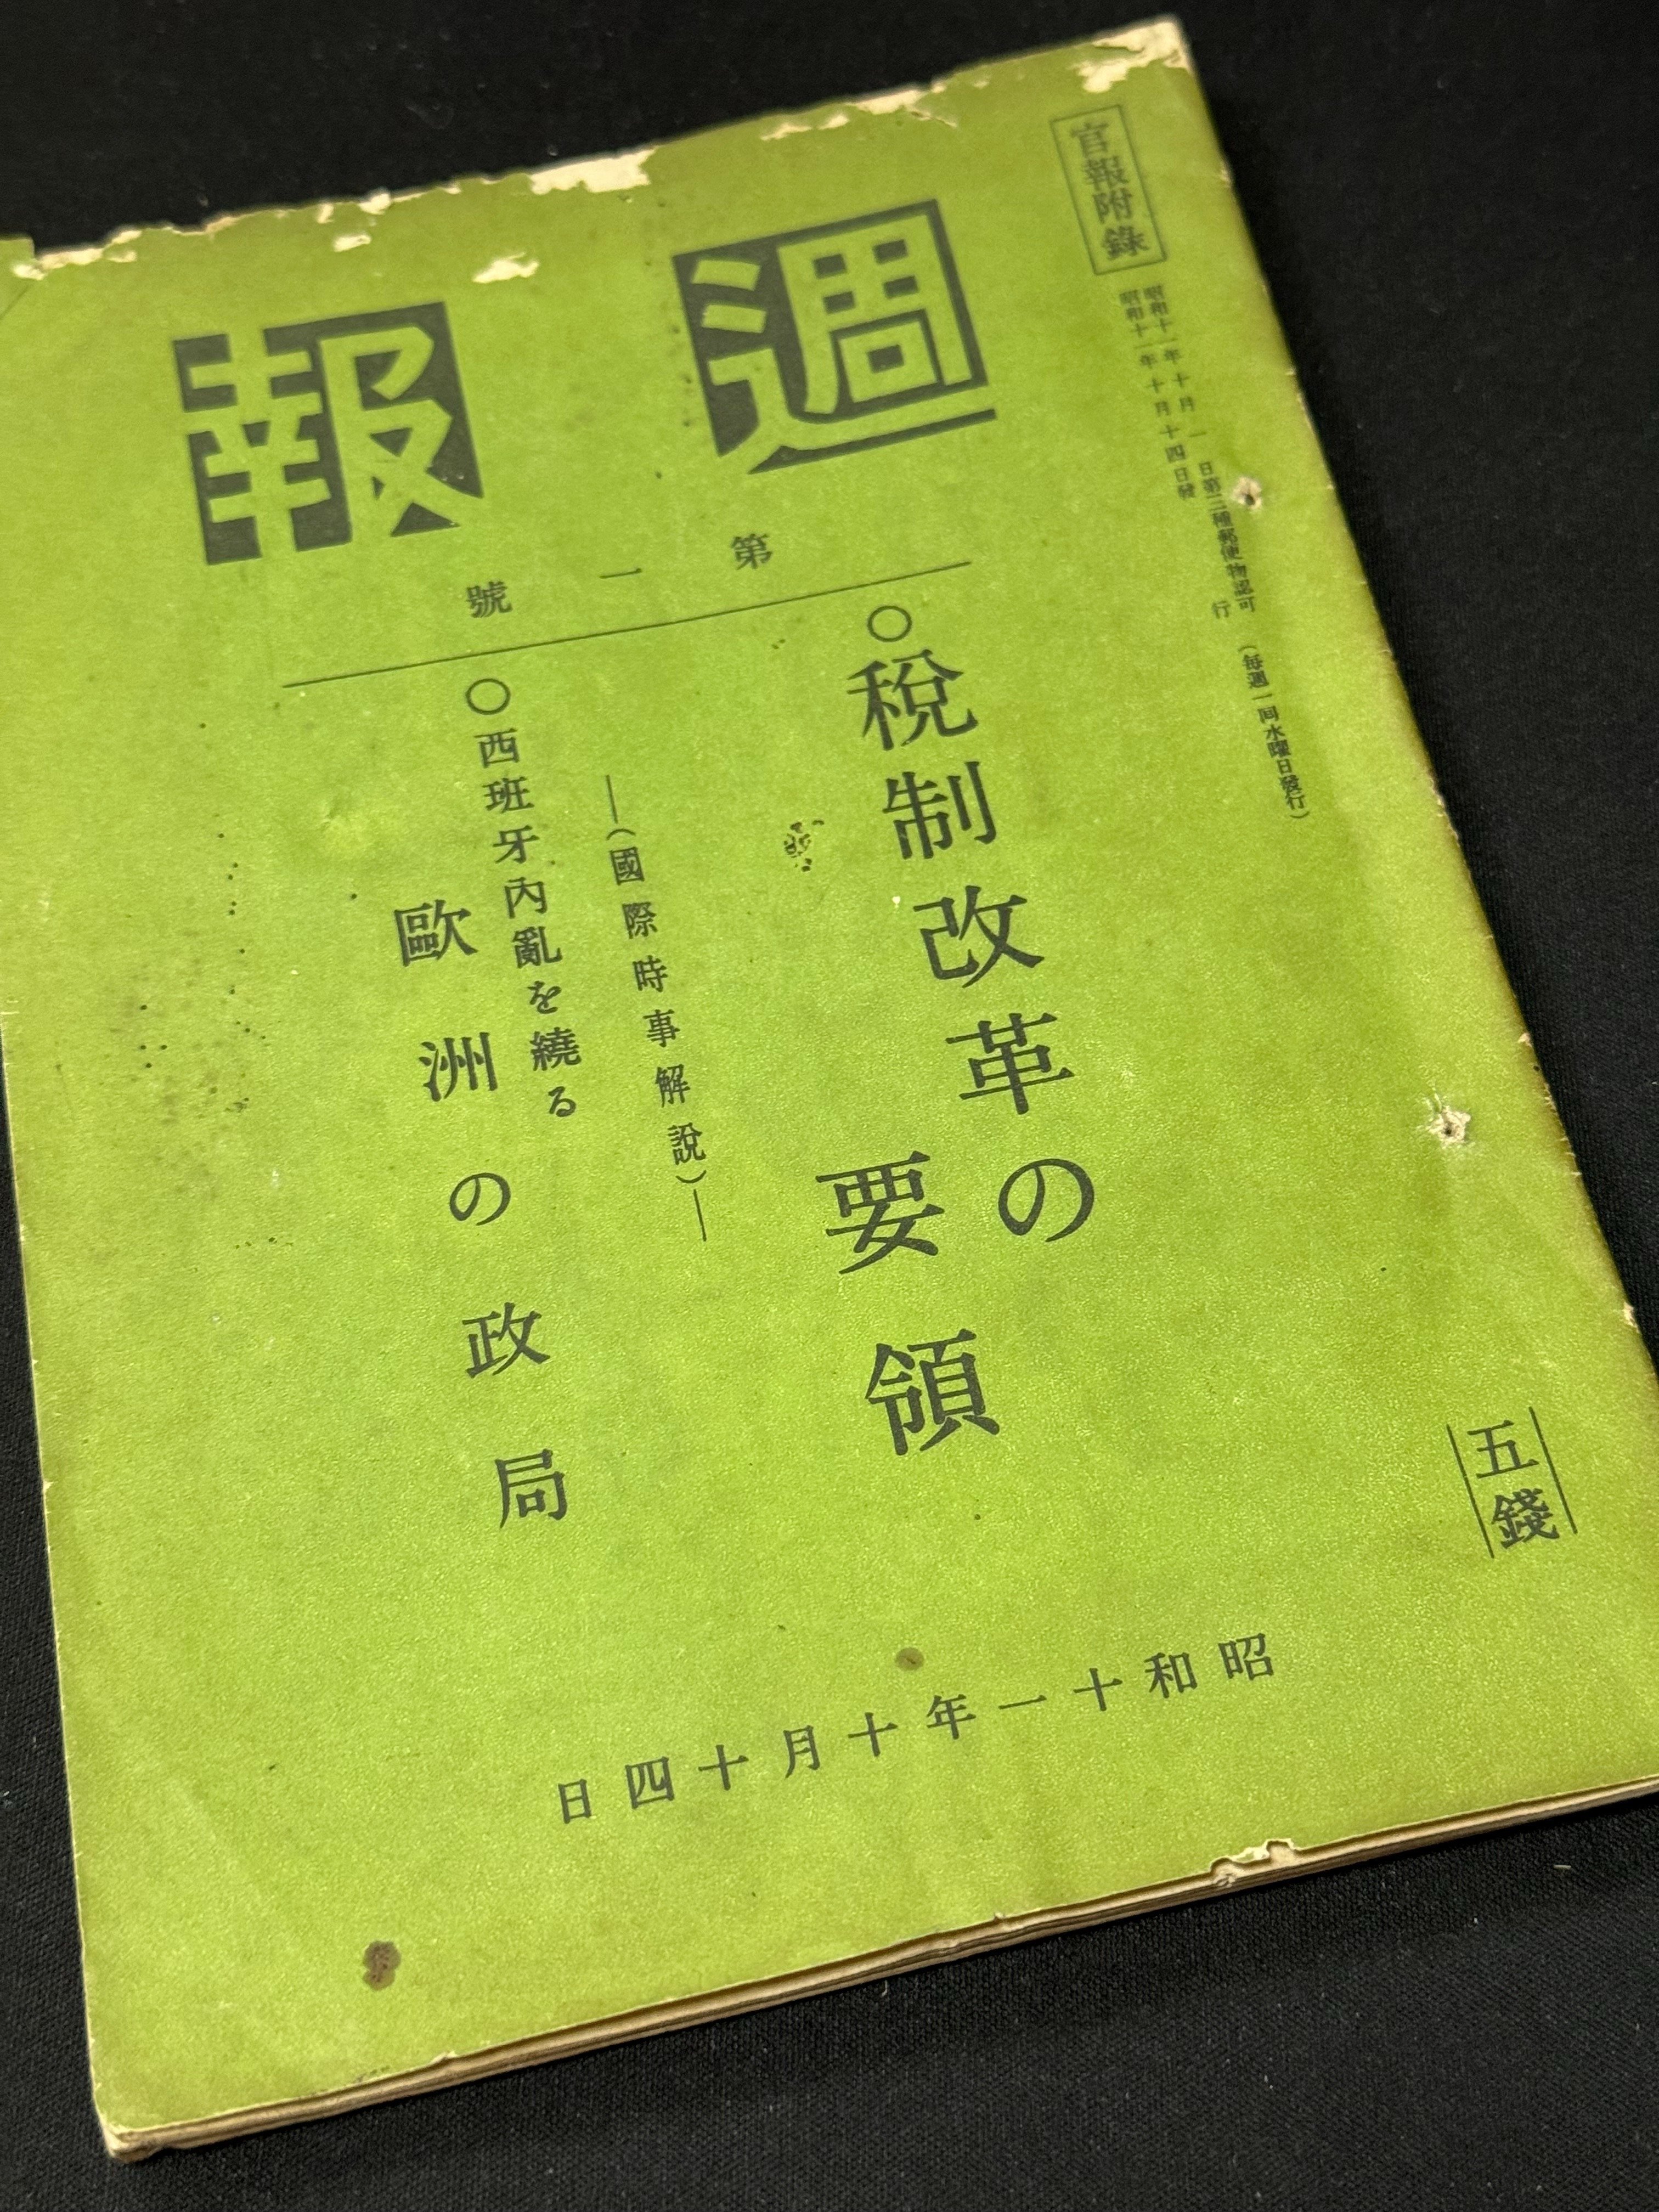 官報附錄
昭和十一年十月一日第三種郵便物認可
昭和十一年十月十四日發行
(每週一回水曜日發行)
週報
第一號
○稅制改革の
要領
—(國際時事解說)—
○西班牙內亂を繞る
歐洲の政局
五錢
昭和十一年十月十四日